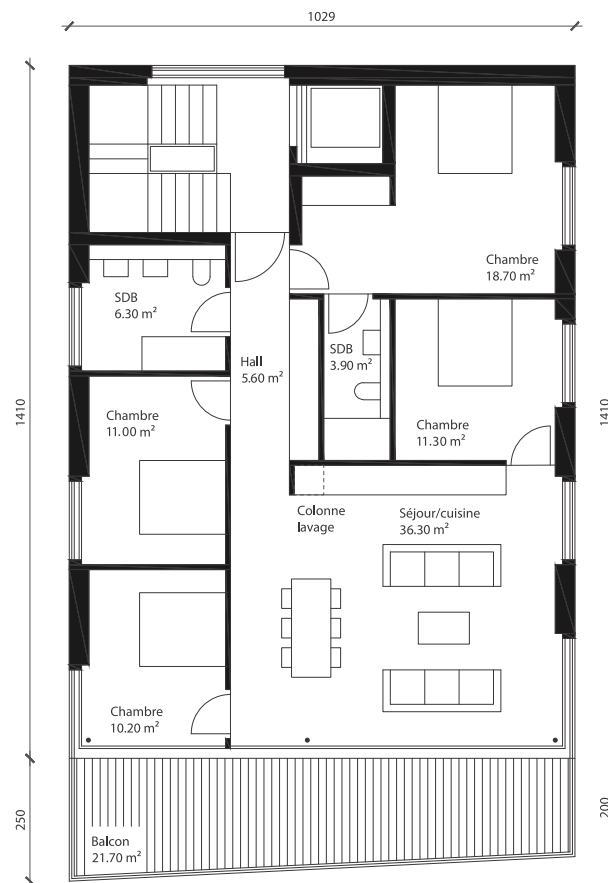 1029
Chambre
18.70 m²
SDB
6.30 m²
Hall
5.60 m²
SDB
3.90 m²
Chambre
11.00 m²
Chambre
11.30 m²
1410
1410
Colonne
lavage
Séjour/cuisine
36.30 m²
Chambre
10.20 m²
250
200
Balcon
21.70 m²